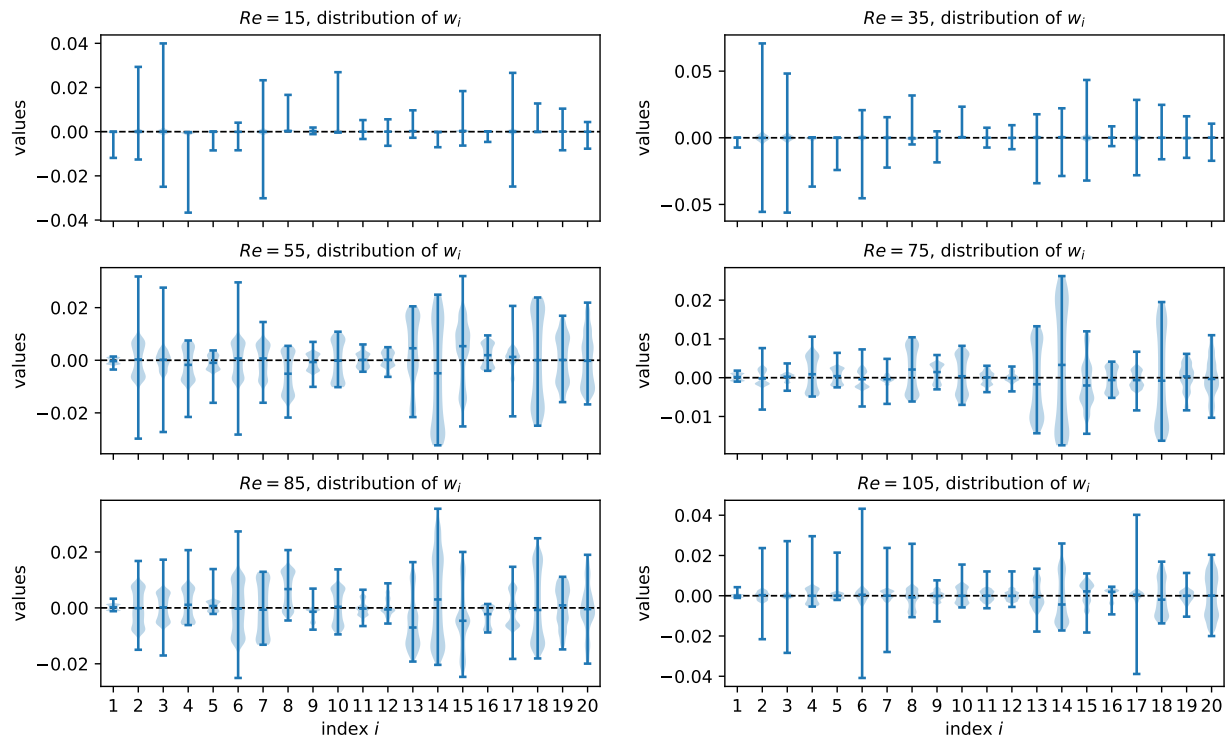 Re = 15, distribution of w_i
values
0.04
0.02
0.00
−0.02
−0.04
Re = 35, distribution of w_i
values
0.05
0.00
−0.05
Re = 55, distribution of w_i
values
0.02
0.00
−0.02
Re = 75, distribution of w_i
values
0.02
0.01
0.00
−0.01
Re = 85, distribution of w_i
values
0.02
0.00
−0.02
1 2 3 4 5 6 7 8 9 10 11 12 13 14 15 16 17 18 19 20
index i
Re = 105, distribution of w_i
values
0.04
0.02
0.00
−0.02
−0.04
1 2 3 4 5 6 7 8 9 10 11 12 13 14 15 16 17 18 19 20
index i